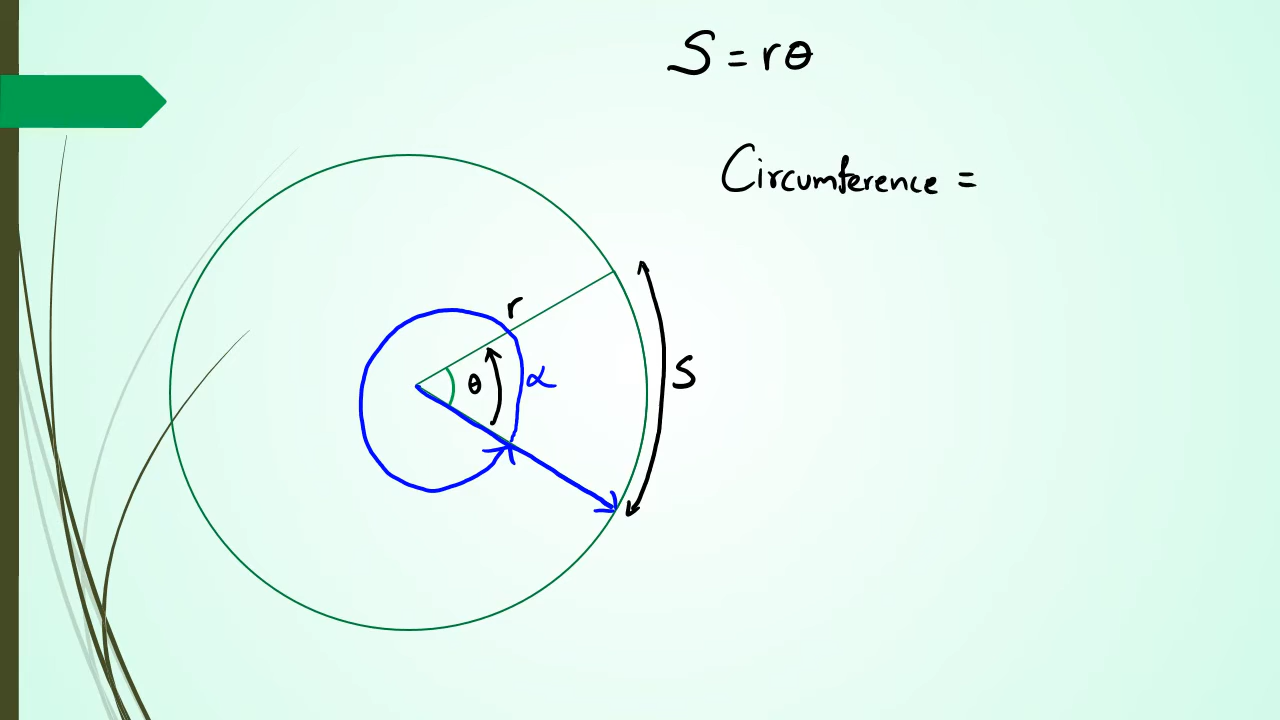 S = rθ
Circumference =
r
θ
α
S